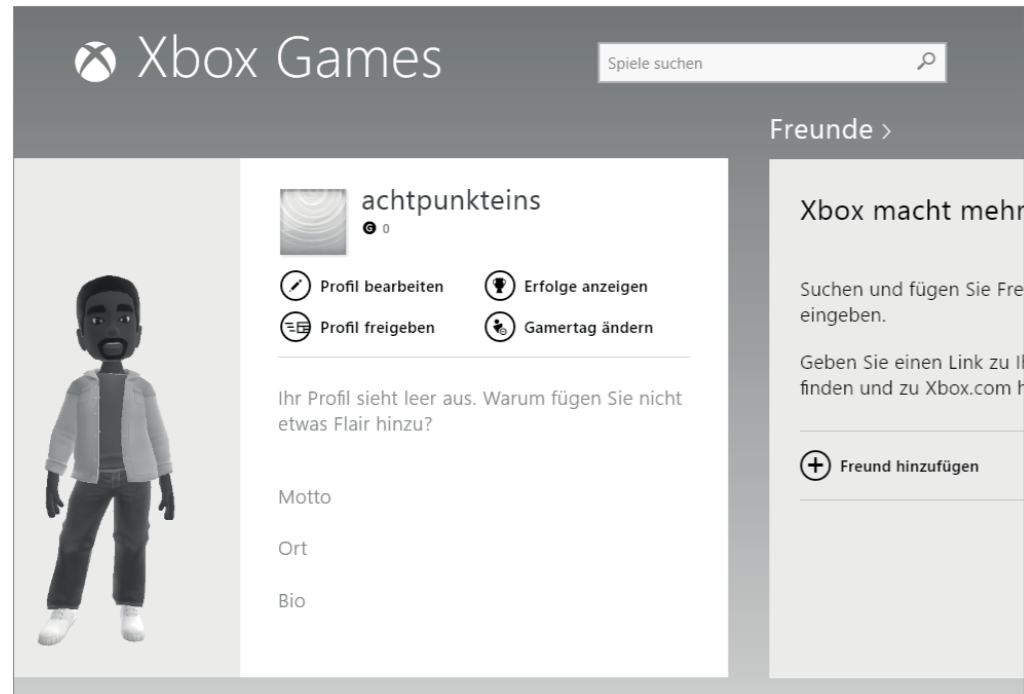 Xbox Games
Spiele suchen
Freunde
achtpunkteins
G 0
Profil bearbeiten
Erfolge anzeigen
Profil freigeben
Gamertag ändern
Ihr Profil sieht leer aus. Warum fügen Sie nicht
etwas Flair hinzu?
Motto
Ort
Bio
Xbox macht mehr
Suchen und fügen Sie Fre
eingeben.
Geben Sie einen Link zu
finden und zu Xbox.com
Freund hinzufügen